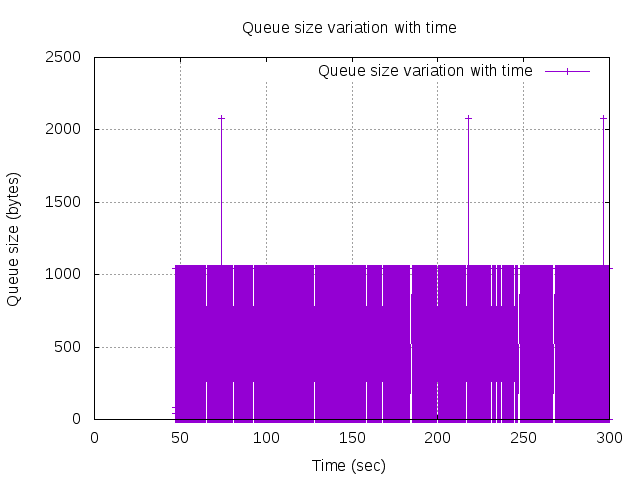 Queue size variation with time
Queue size variation with time
2500
2000
1500
1000
500
0
Queue size (bytes)
0 50 100 150 200 250 300
Time (sec)